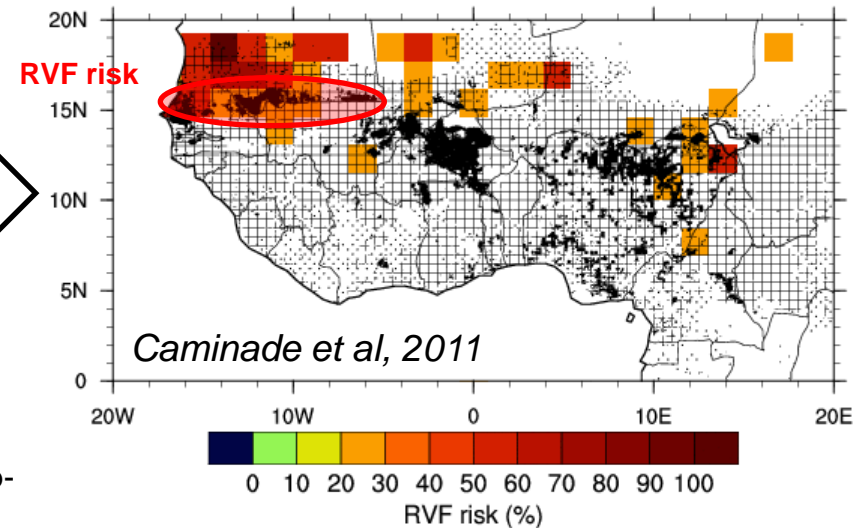 20N
RVF risk
15N
10N
5N
Caminade et al, 2011
0
20W 10W 0 10E 20E
0 10 20 30 40 50 60 70 80 90 100
RVF risk (%)